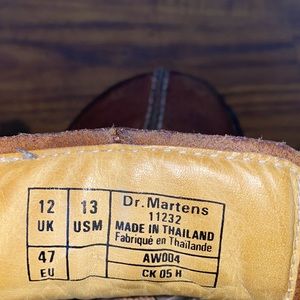 12
UK
13
USM
47
EU
Dr.Martens
11232
MADE IN THAILAND
Fabriqué en Thaïlande
AW004
CK 05 H